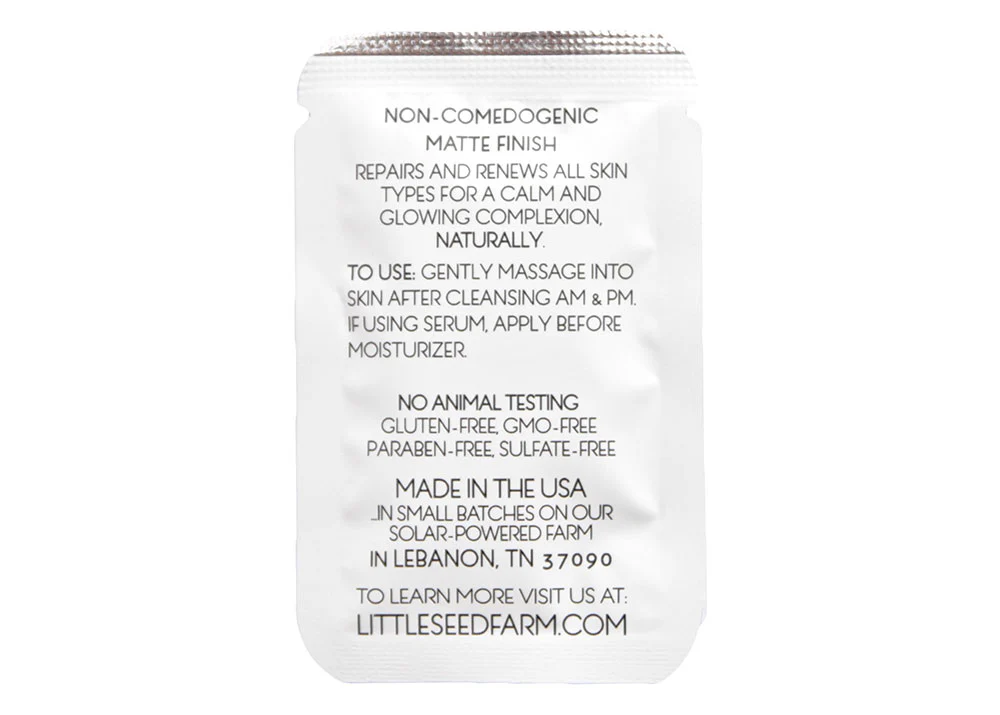 NON-COMEDOGENIC
MATTE FINISH
REPAIRS AND RENEWS ALL SKIN
TYPES FOR A CALM AND
GLOWING COMPLEXION,
NATURALLY.
TO USE: GENTLY MASSAGE INTO
SKIN AFTER CLEANSING AM & PM.
IF USING SERUM, APPLY BEFORE
MOISTURIZER.
NO ANIMAL TESTING
GLUTEN-FREE, GMO-FREE
PARABEN-FREE, SULFATE-FREE
MADE IN THE USA
...IN SMALL BATCHES ON OUR
SOLAR-POWERED FARM
IN LEBANON, TN 37090
TO LEARN MORE VISIT US AT:
LITTLESEEDFARM.COM